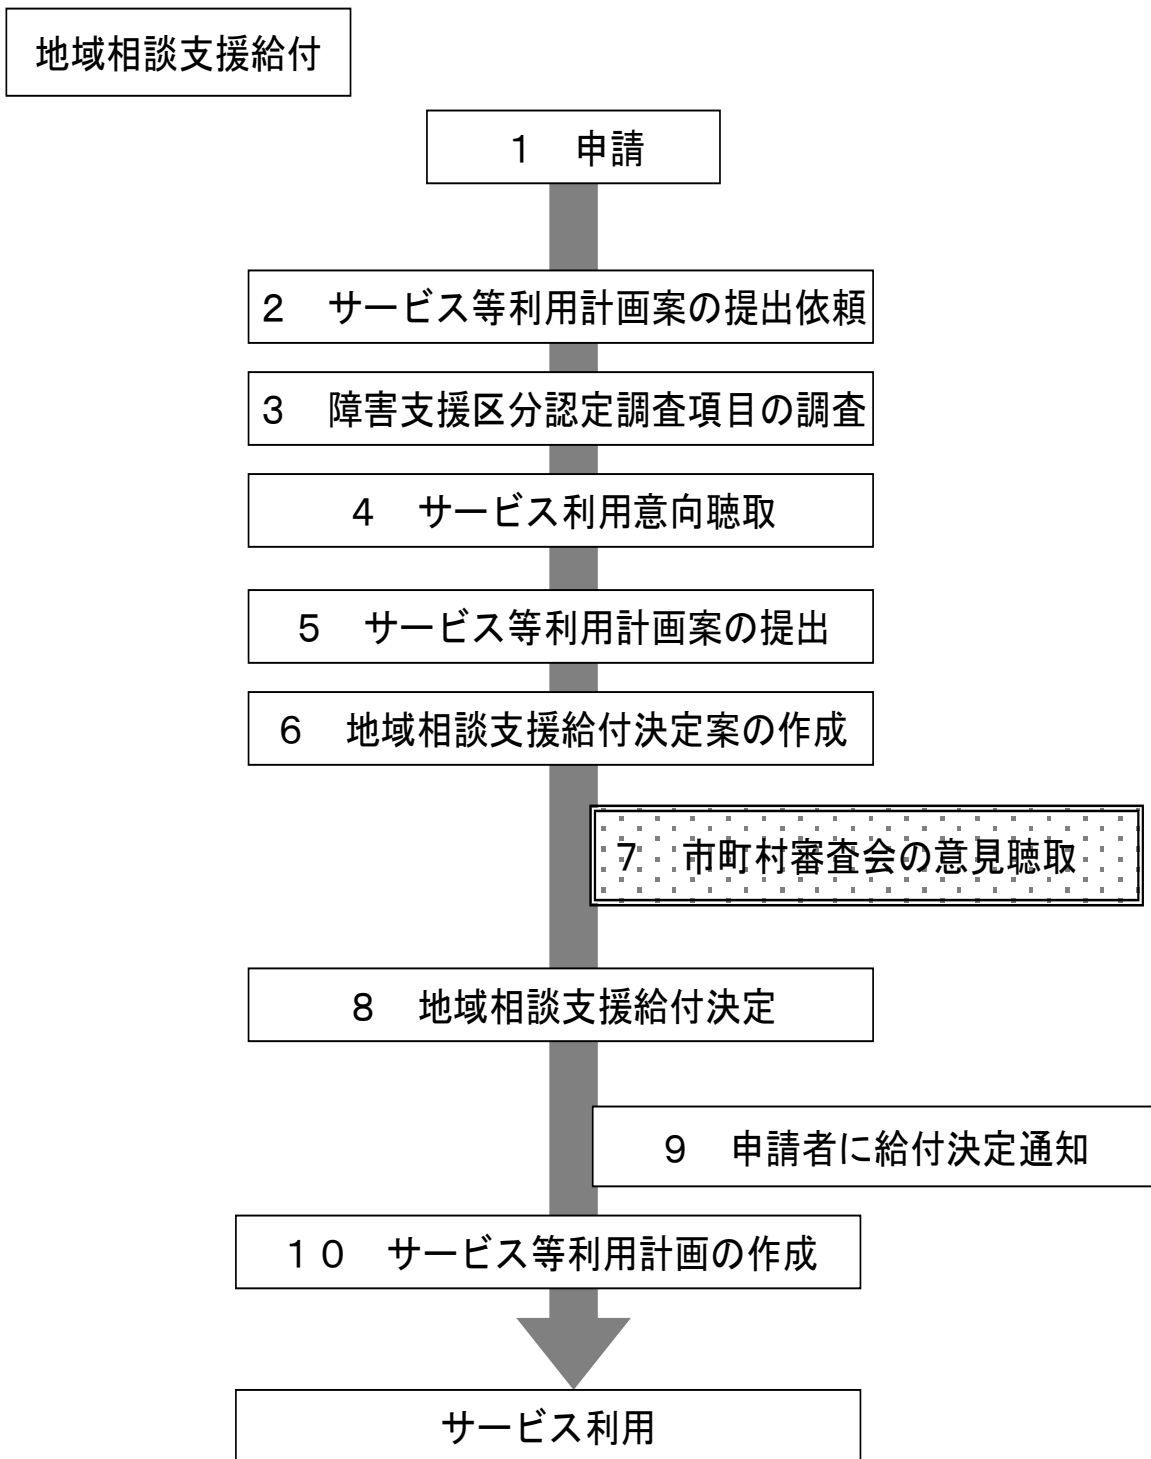 地域相談支援給付
１　申請
２　サービス等利用計画案の提出依頼
３　障害支援区分認定調査項目の調査
４　サービス利用意向聴取
５　サービス等利用計画案の提出
６　地域相談支援給付決定案の作成
７　市町村審査会の意見聴取
８　地域相談支援給付決定
９　申請者に給付決定通知
１０　サービス等利用計画の作成
サービス利用